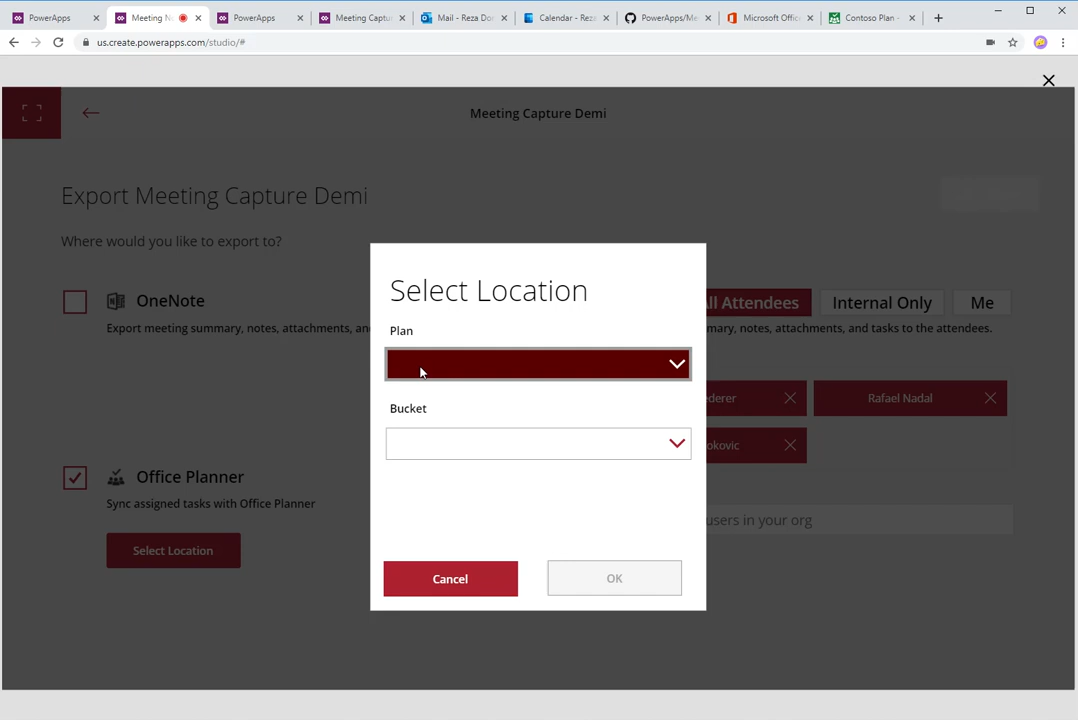 PowerApps
Meeting N
PowerApps
Meeting Captu
Mail - Reza Dor
Calendar - Rez
PowerApps/Me
Microsoft Offic
Contoso Plan -
us.create.powerapps.com/studio/#
Meeting Capture Demi
Export Meeting Capture Demi
Where would you like to export to?
OneNote
Export meeting summary, notes, attachments, an
Select Location
Plan
Bucket
Cancel
OK
ll Attendees
Internal Only
Me
mary, notes, attachments, and tasks to the attendees.
ederer
Rafael Nadal
okovic
users in your org
Office Planner
Sync assigned tasks with Office Planner
Select Location